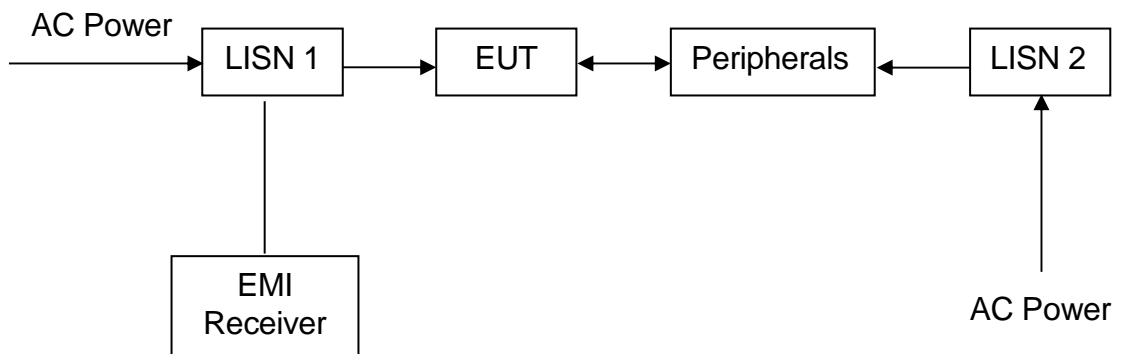 AC Power
LISN 1
EUT
Peripherals
LISN 2
EMI
Receiver
AC Power